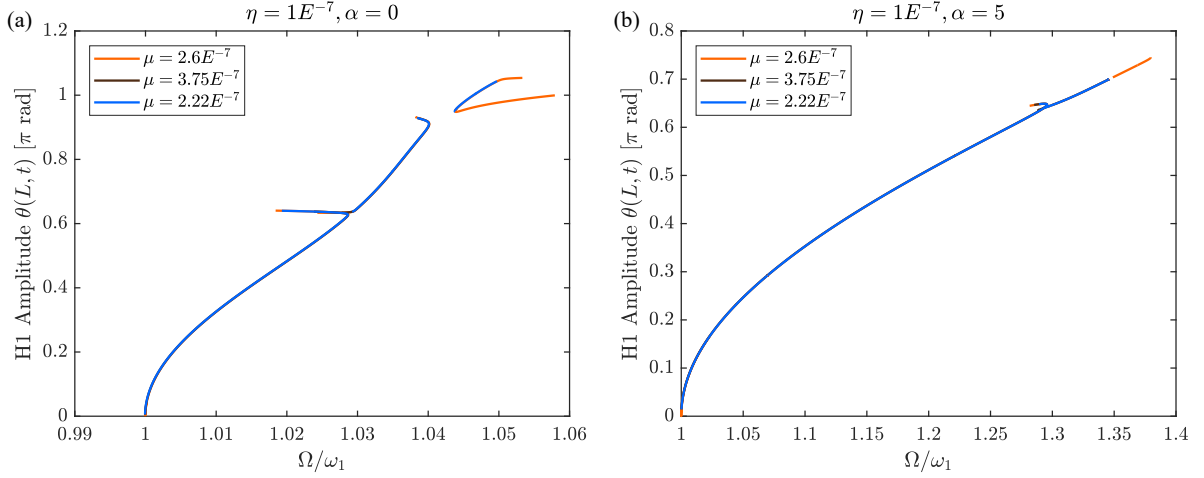 (a)
η = 1E⁻⁷, α = 0
μ = 2.6E⁻⁷
μ = 3.75E⁻⁷
μ = 2.22E⁻⁷
H1 Amplitude θ(L, t) [π rad]
1.2
1
0.8
0.6
0.4
0.2
0
0.99 1 1.01 1.02 1.03 1.04 1.05 1.06
Ω/ω₁
(b)
η = 1E⁻⁷, α = 5
μ = 2.6E⁻⁷
μ = 3.75E⁻⁷
μ = 2.22E⁻⁷
H1 Amplitude θ(L, t) [π rad]
0.8
0.7
0.6
0.5
0.4
0.3
0.2
0.1
0
1 1.05 1.1 1.15 1.2 1.25 1.3 1.35 1.4
Ω/ω₁